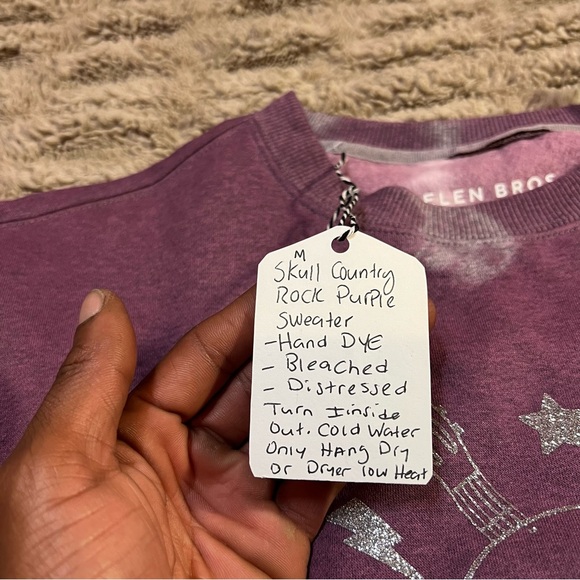 ELEN BROS
M
Skull Country
ROCK PurPle
Sweater
- Hand DYE
- Bleached
- Distressed
Turn Iinside
Out. Cold Water
Only HAng Dry
Or Dryer low Heat